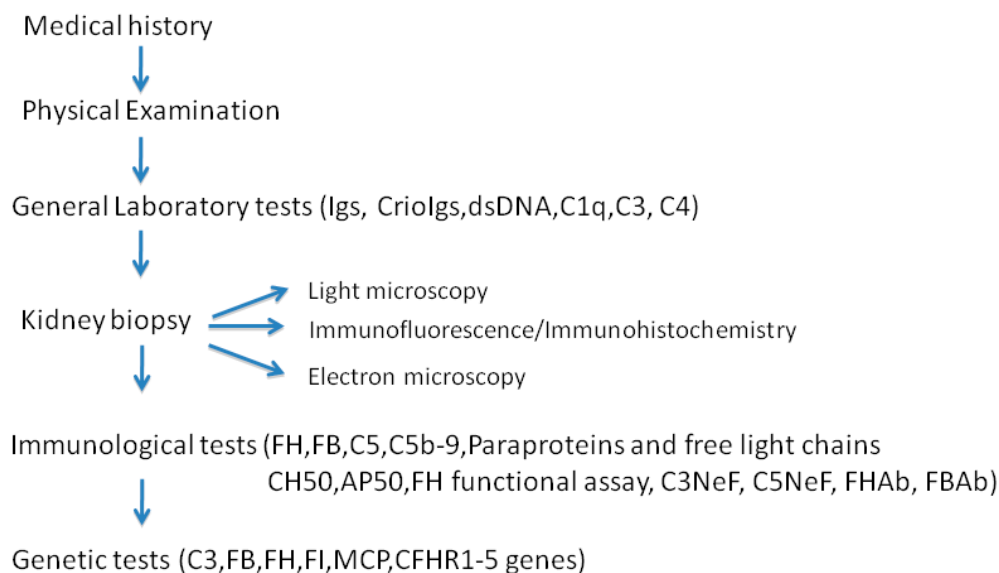 Medical history
Physical Examination
General Laboratory tests (Igs, CrioIgs,dsDNA,C1q,C3, C4)
Kidney biopsy
Light microscopy
Immunofluorescence/Immunohistochemistry
Electron microscopy
Immunological tests (FH,FB,C5,C5b-9,Paraproteins and free light chains
CH50,AP50,FH functional assay, C3NeF, C5NeF, FHAb, FBAb)
Genetic tests (C3,FB,FH,FI,MCP,CFHR1-5 genes)